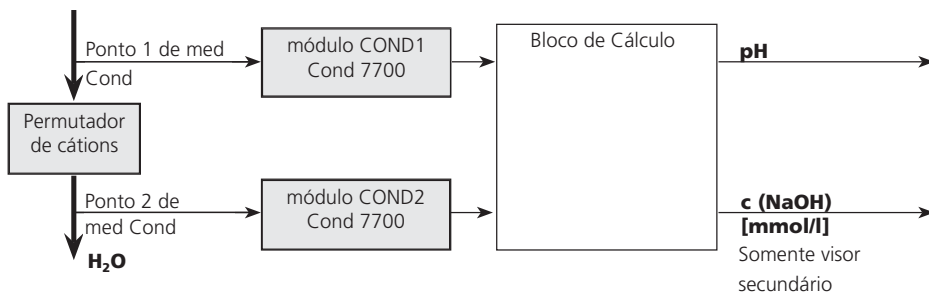 Ponto 1 de med
Cond
módulo COND1
Cond 7700
Bloco de Cálculo
pH
Permutador
de cátions
Ponto 2 de
med Cond
módulo COND2
Cond 7700
c (NaOH)
[mmol/l]
Somente visor
secundário
H₂O